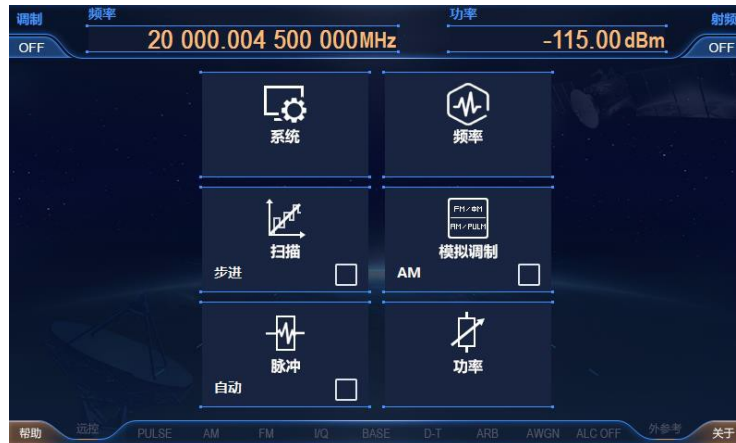 调制 频率 功率 射频
OFF 20 000.004 500 000MHz -115.00 dBm OFF
系统 频率
FM/ΦM
AM/PULM
扫描 模拟调制
步进 AM
脉冲 功率
自动
帮助 远控 PULSE AM FM I/Q BASE D-T ARB AWGN ALC OFF 外参考 关于